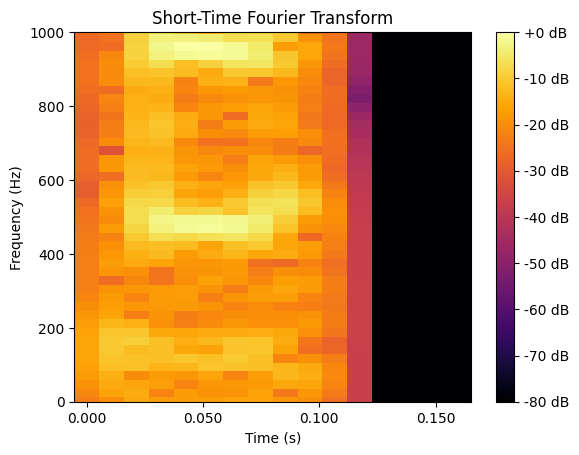 Short-Time Fourier Transform
Frequency (Hz)
1000
800
600
400
200
0
0.000
0.050
0.100
0.150
Time (s)
+0 dB
-10 dB
-20 dB
-30 dB
-40 dB
-50 dB
-60 dB
-70 dB
-80 dB